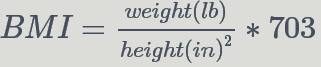 BMI = weight(lb) / height(in)² * 703